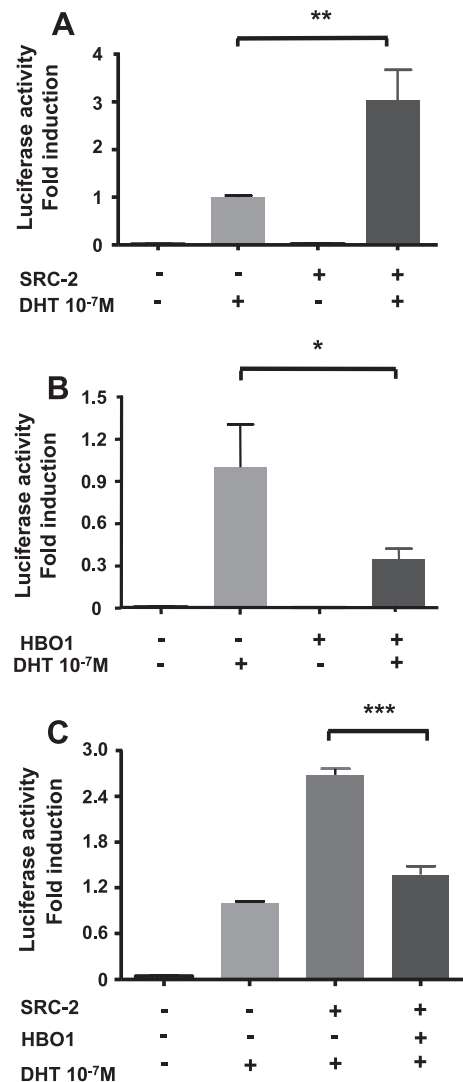 A
**
Luciferase activity
Fold induction
4
3
2
1
0
SRC-2 - - + +
DHT 10⁻⁷M - + - +
B
*
Luciferase activity
Fold induction
1.5
1.2
0.9
0.6
0.3
0
HBO1 - - + +
DHT 10⁻⁷M - + - +
C
***
Luciferase activity
Fold induction
3.0
2.4
1.8
1.2
0.6
0
SRC-2 - - + +
HBO1 - - - +
DHT 10⁻⁷M - + + +